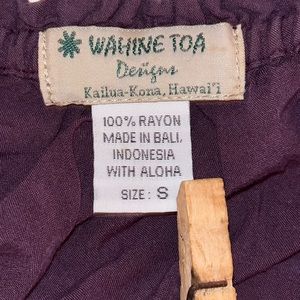 WAHINE TOA
Designs
Kailua-Kona, Hawai'i
100% RAYON
MADE IN BALI,
INDONESIA
WITH ALOHA
SIZE: S